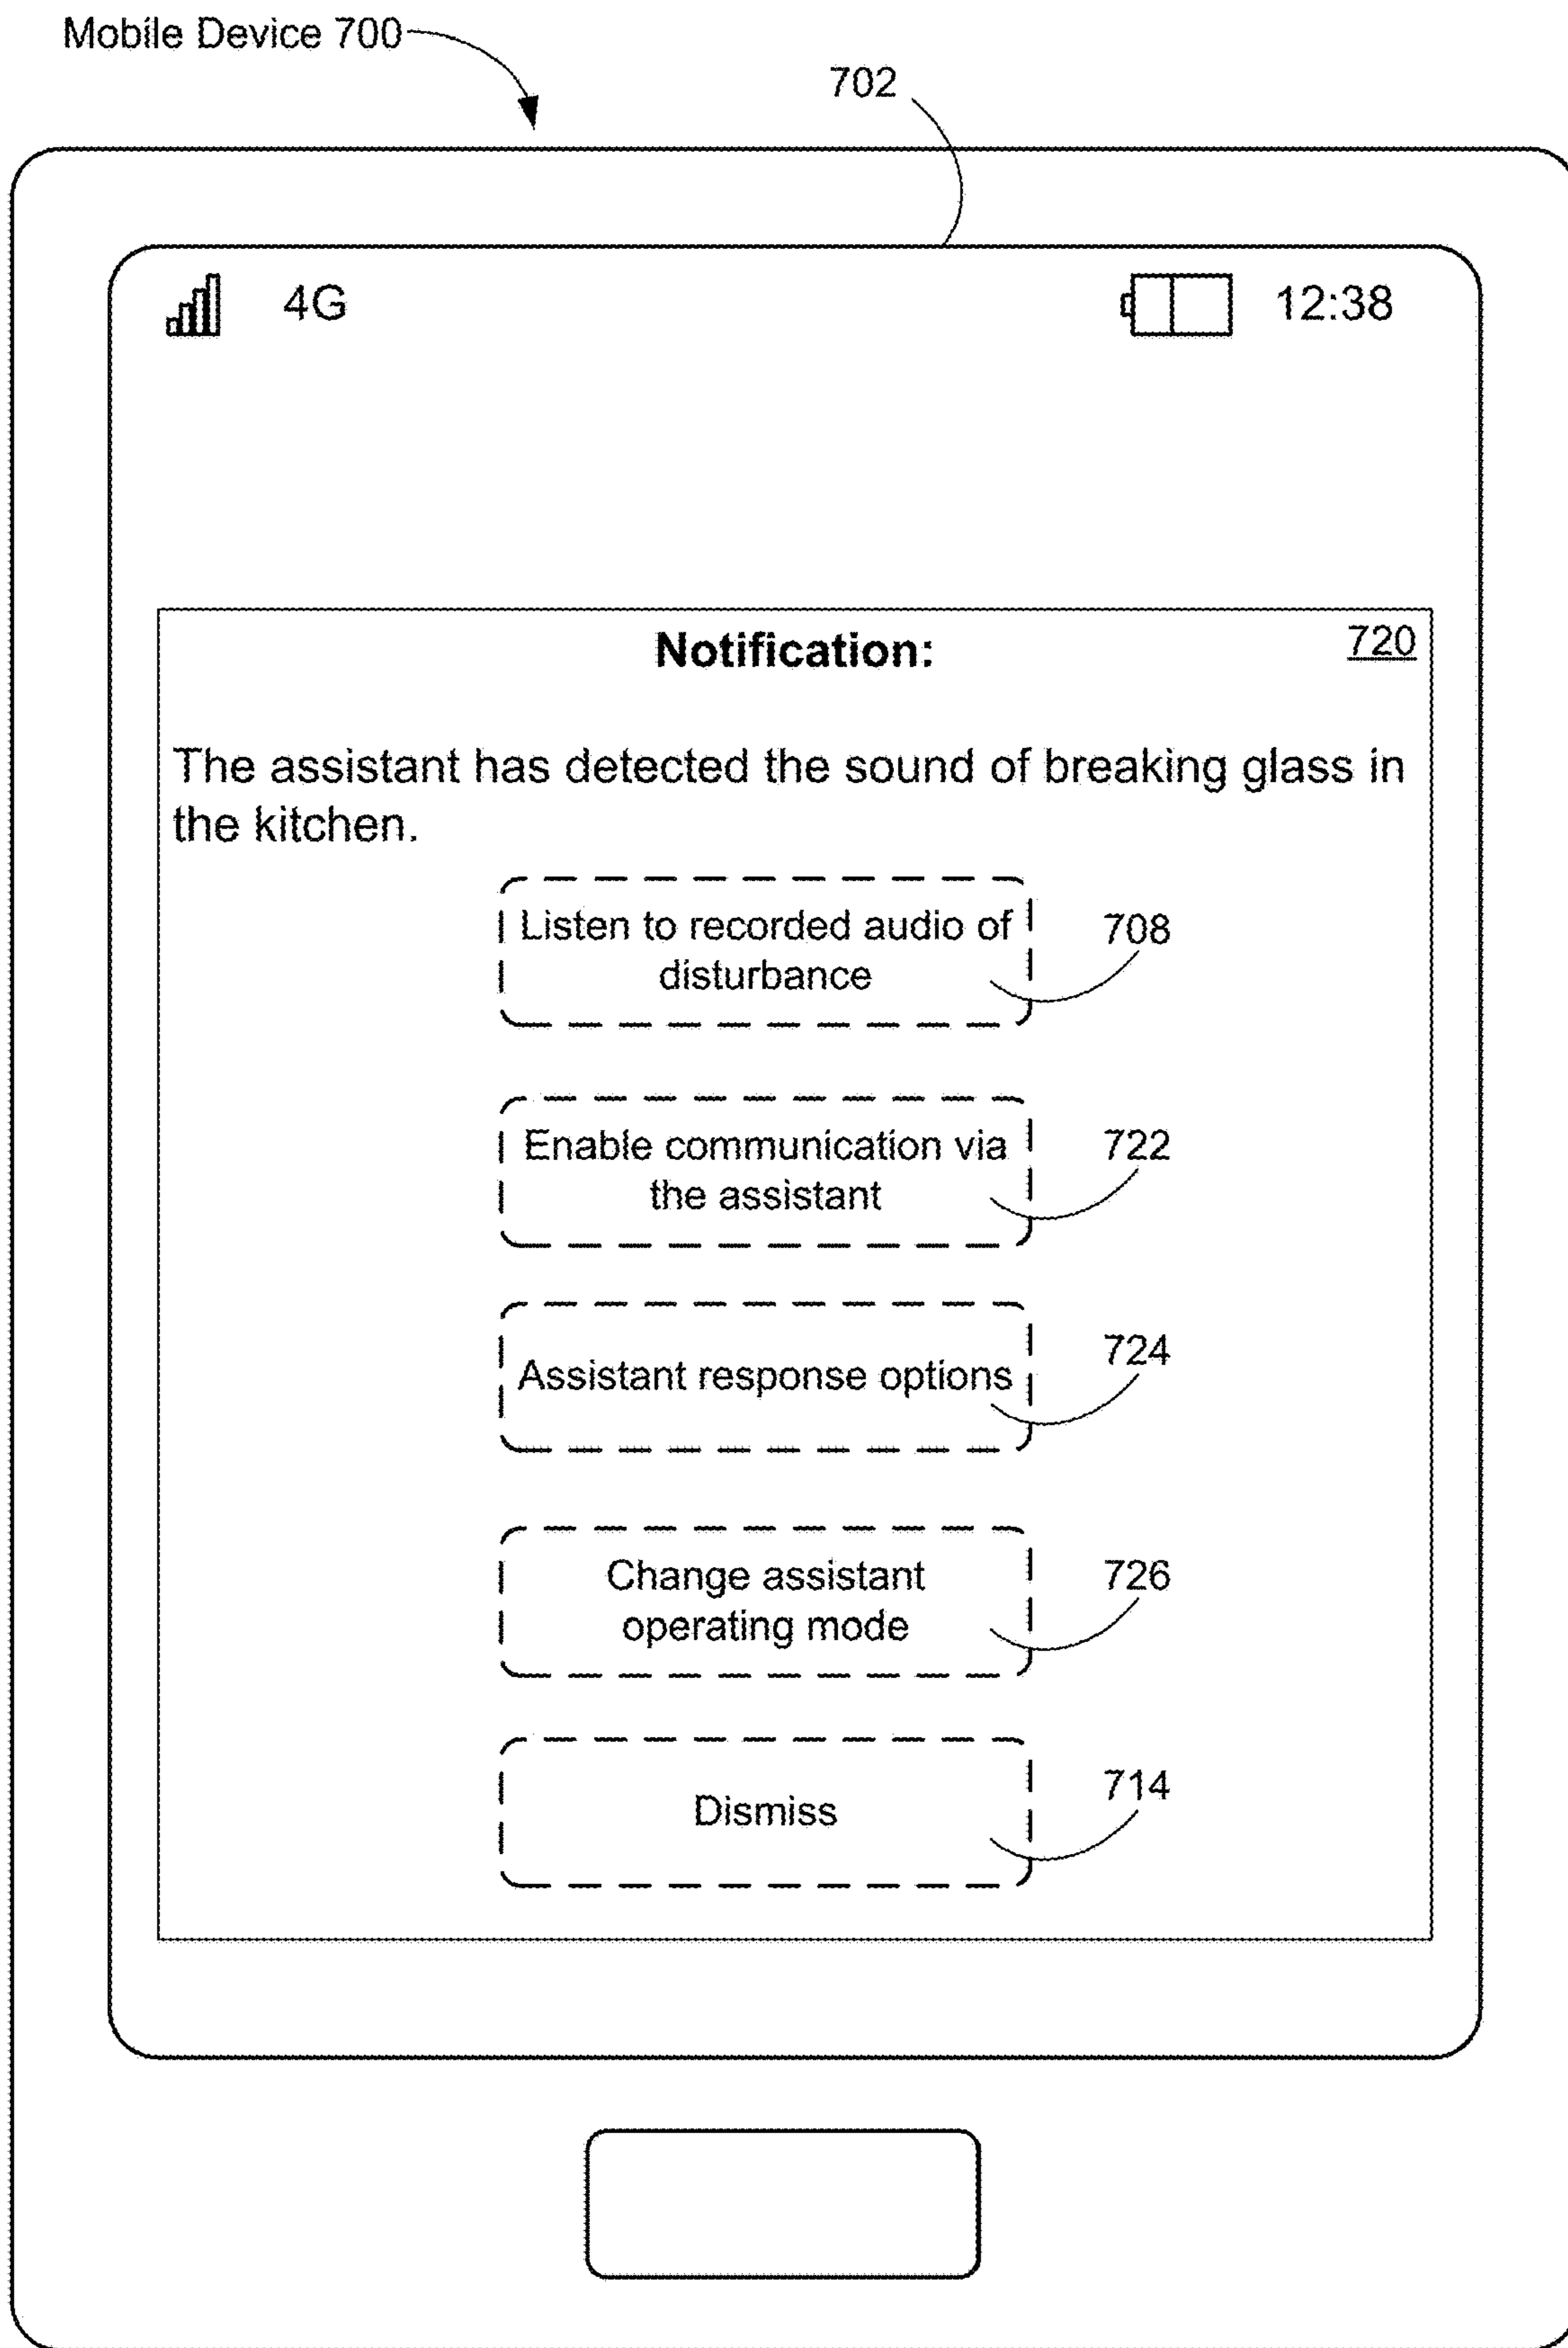 Mobile Device 700
702
4G
12:38
Notification:
720
The assistant has detected the sound of breaking glass in
the kitchen.
Listen to recorded audio of
disturbance
708
Enable communication via
the assistant
722
Assistant response options
724
Change assistant
operating mode
726
Dismiss
714